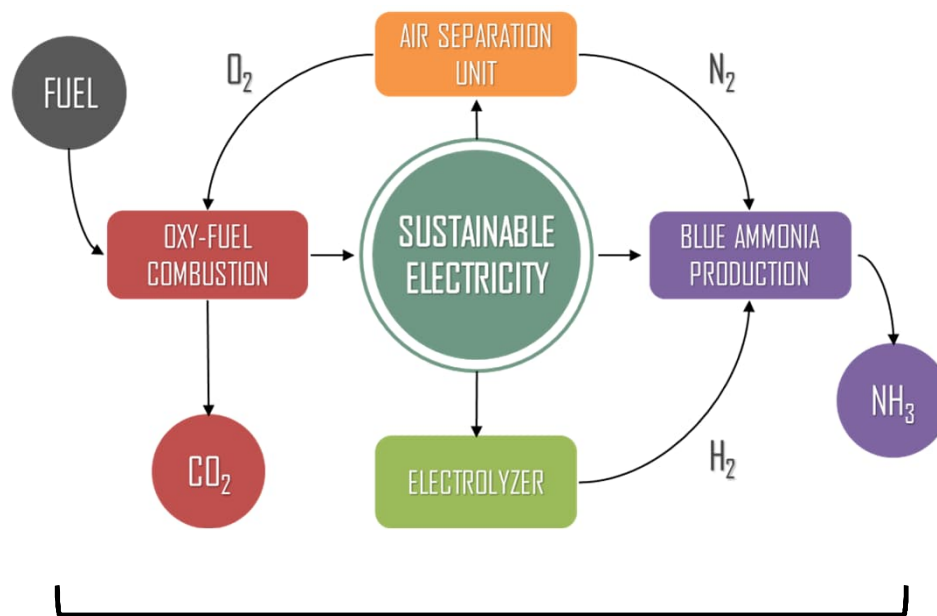 AIR SEPARATION
UNIT
FUEL
O₂
N₂
OXY-FUEL
COMBUSTION
SUSTAINABLE
ELECTRICITY
BLUE AMMONIA
PRODUCTION
NH₃
CO₂
ELECTROLYZER
H₂